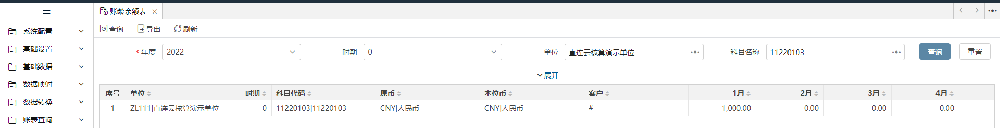 账龄余额表 ×
系统配置
基础设置
基础数据
数据映射
数据转换
账表查询
查询 导出 刷新
* 年度 2022 时期 0 单位 直连云核算演示单位 科目名称 11220103 查询 重置
展开
序号 单位 时期 科目代码 原币 本位币 客户 1月 2月 3月 4月
1 ZL111|直连云核算演示单位 0 11220103|11220103 CNY|人民币 CNY|人民币 # 1,000.00 0.00 0.00 0.00